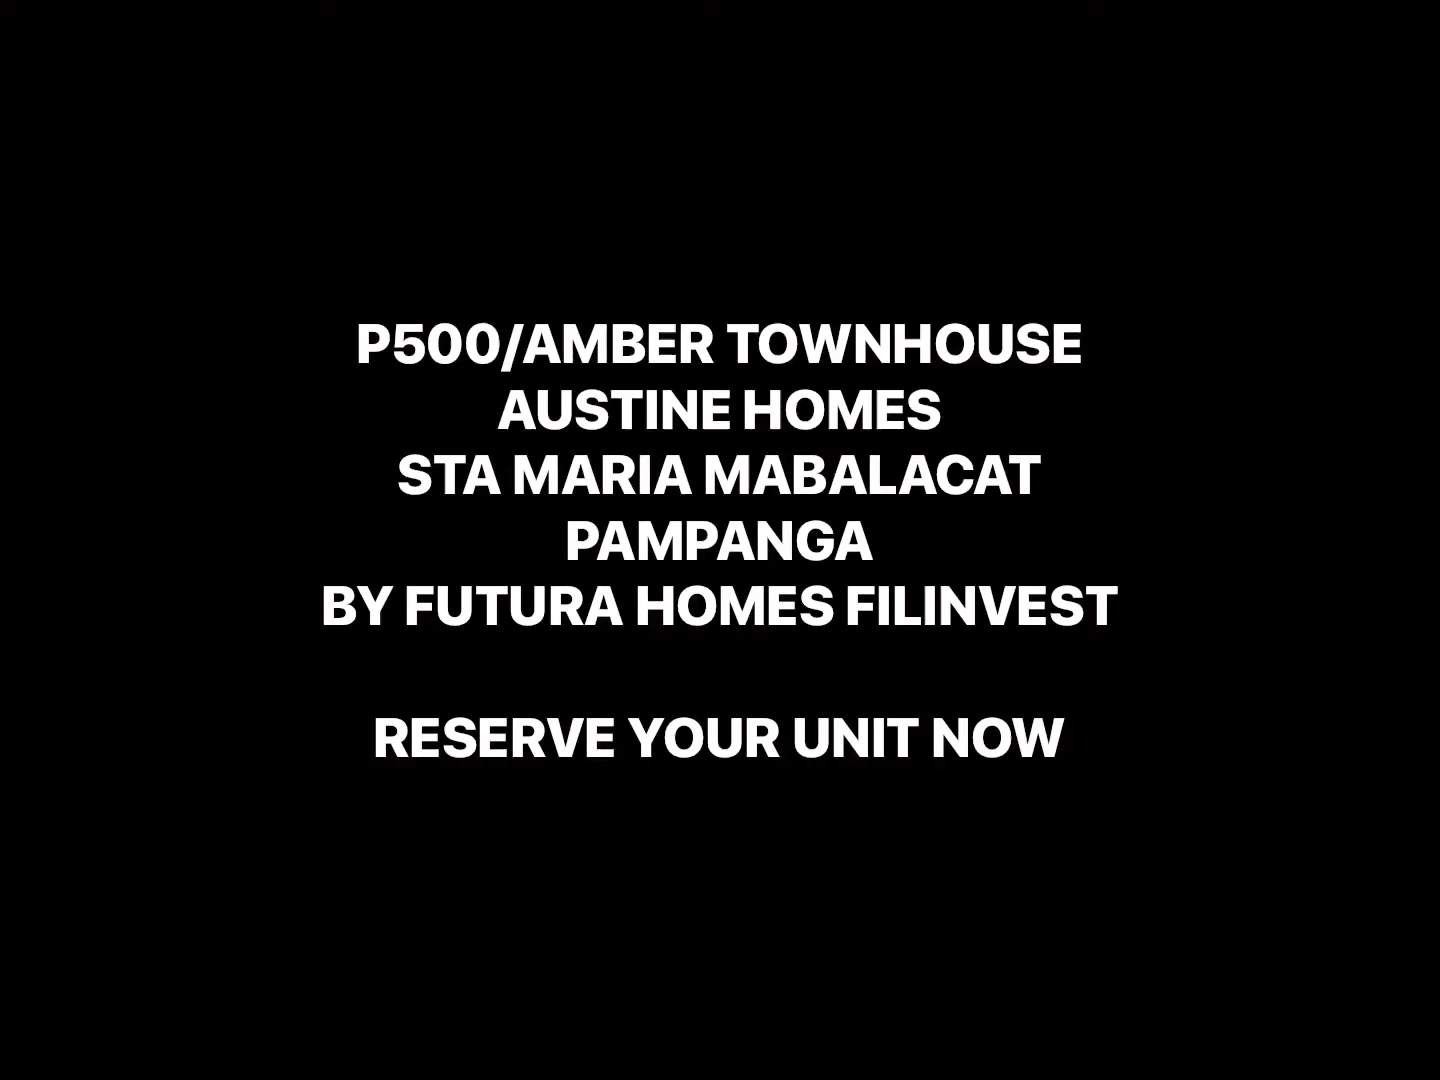 P500/AMBER TOWNHOUSE
AUSTINE HOMES
STA MARIA MABALACAT
PAMPANGA
BY FUTURA HOMES FILINVEST
RESERVE YOUR UNIT NOW